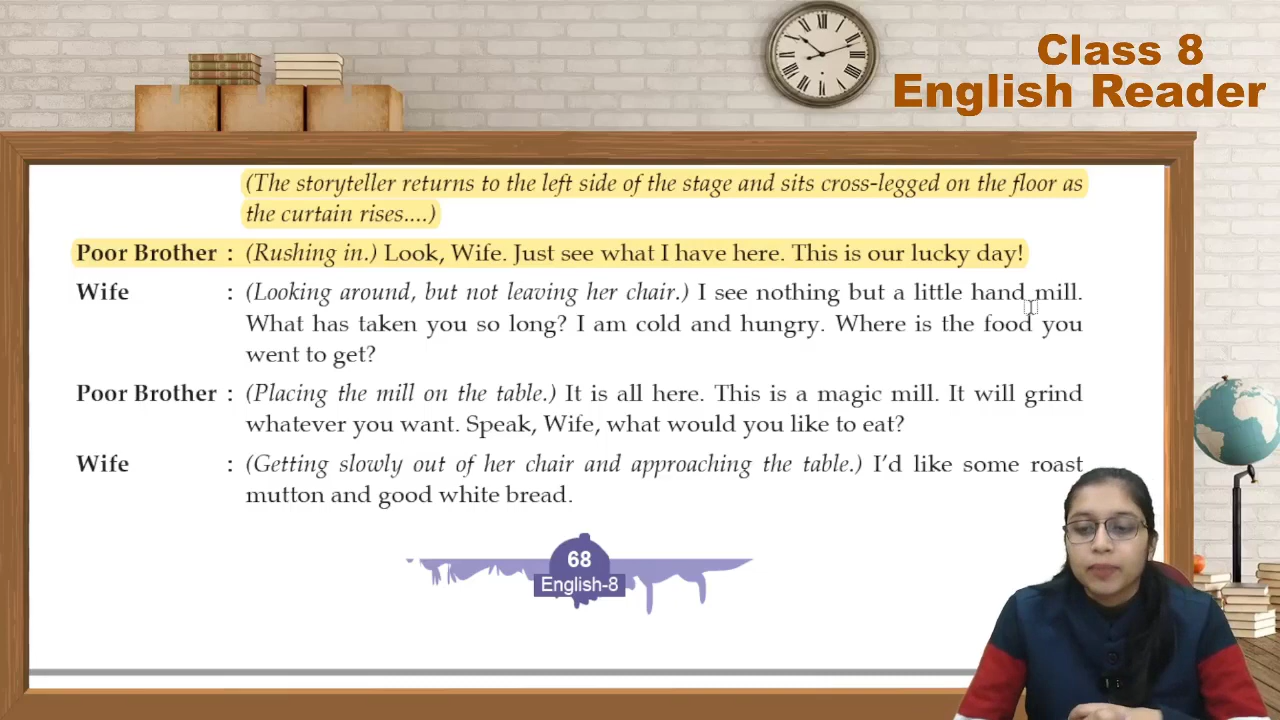 Class 8
English Reader
(The storyteller returns to the left side of the stage and sits cross-legged on the floor as
the curtain rises....)
Poor Brother : (Rushing in.) Look, Wife. Just see what I have here. This is our lucky day!
Wife : (Looking around, but not leaving her chair.) I see nothing but a little hand mill.
What has taken you so long? I am cold and hungry. Where is the food you
went to get?
Poor Brother : (Placing the mill on the table.) It is all here. This is a magic mill. It will grind
whatever you want. Speak, Wife, what would you like to eat?
Wife : (Getting slowly out of her chair and approaching the table.) I'd like some roast
mutton and good white bread.
68
English-8